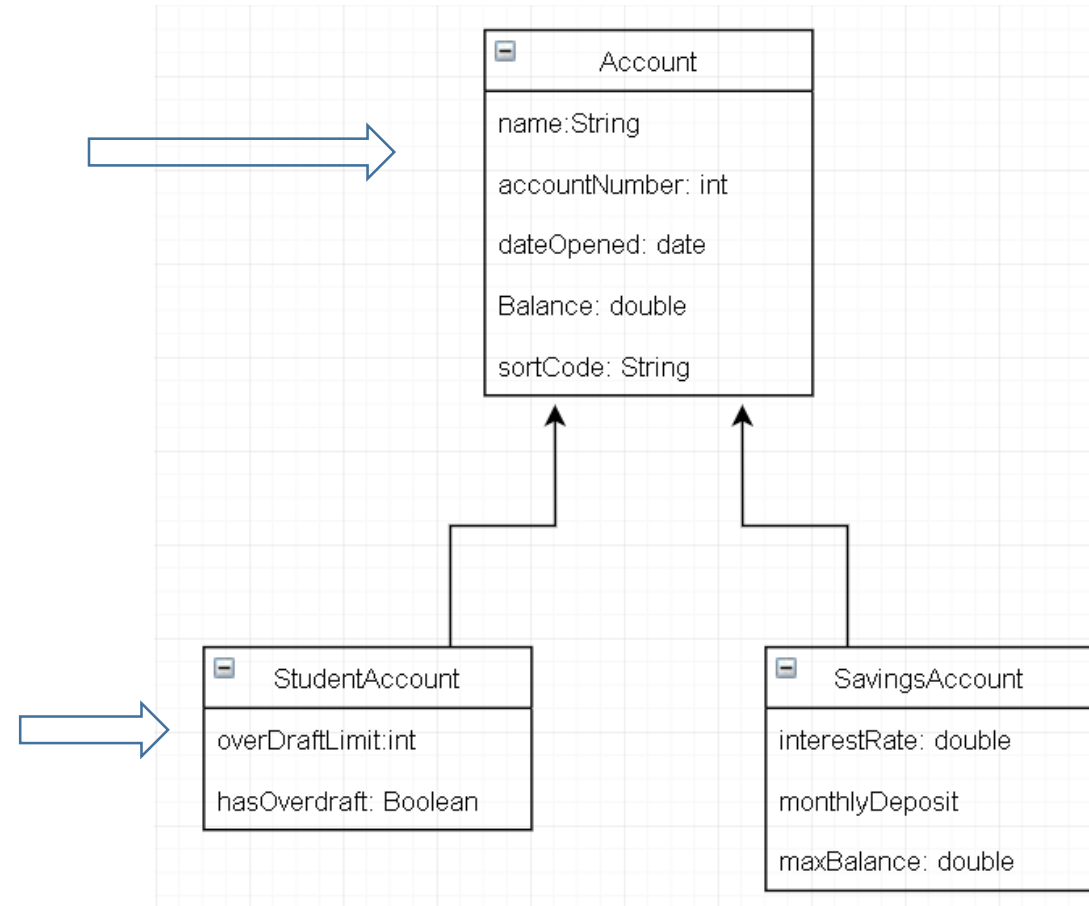 Account
name:String
accountNumber: int
dateOpened: date
Balance: double
sortCode: String
StudentAccount
overDraftLimit:int
hasOverdraft: Boolean
SavingsAccount
interestRate: double
monthlyDeposit
maxBalance: double